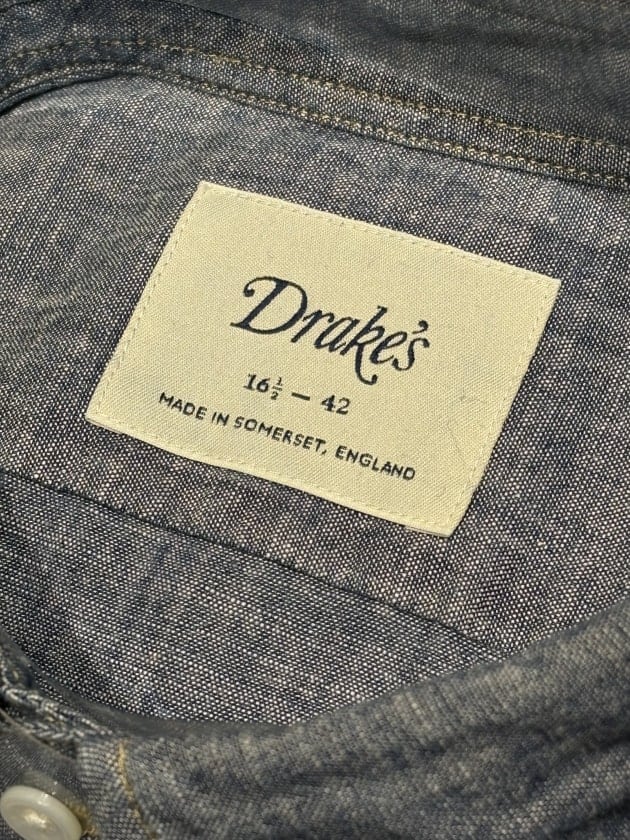 Drake's
16½ — 42
MADE IN SOMERSET, ENGLAND